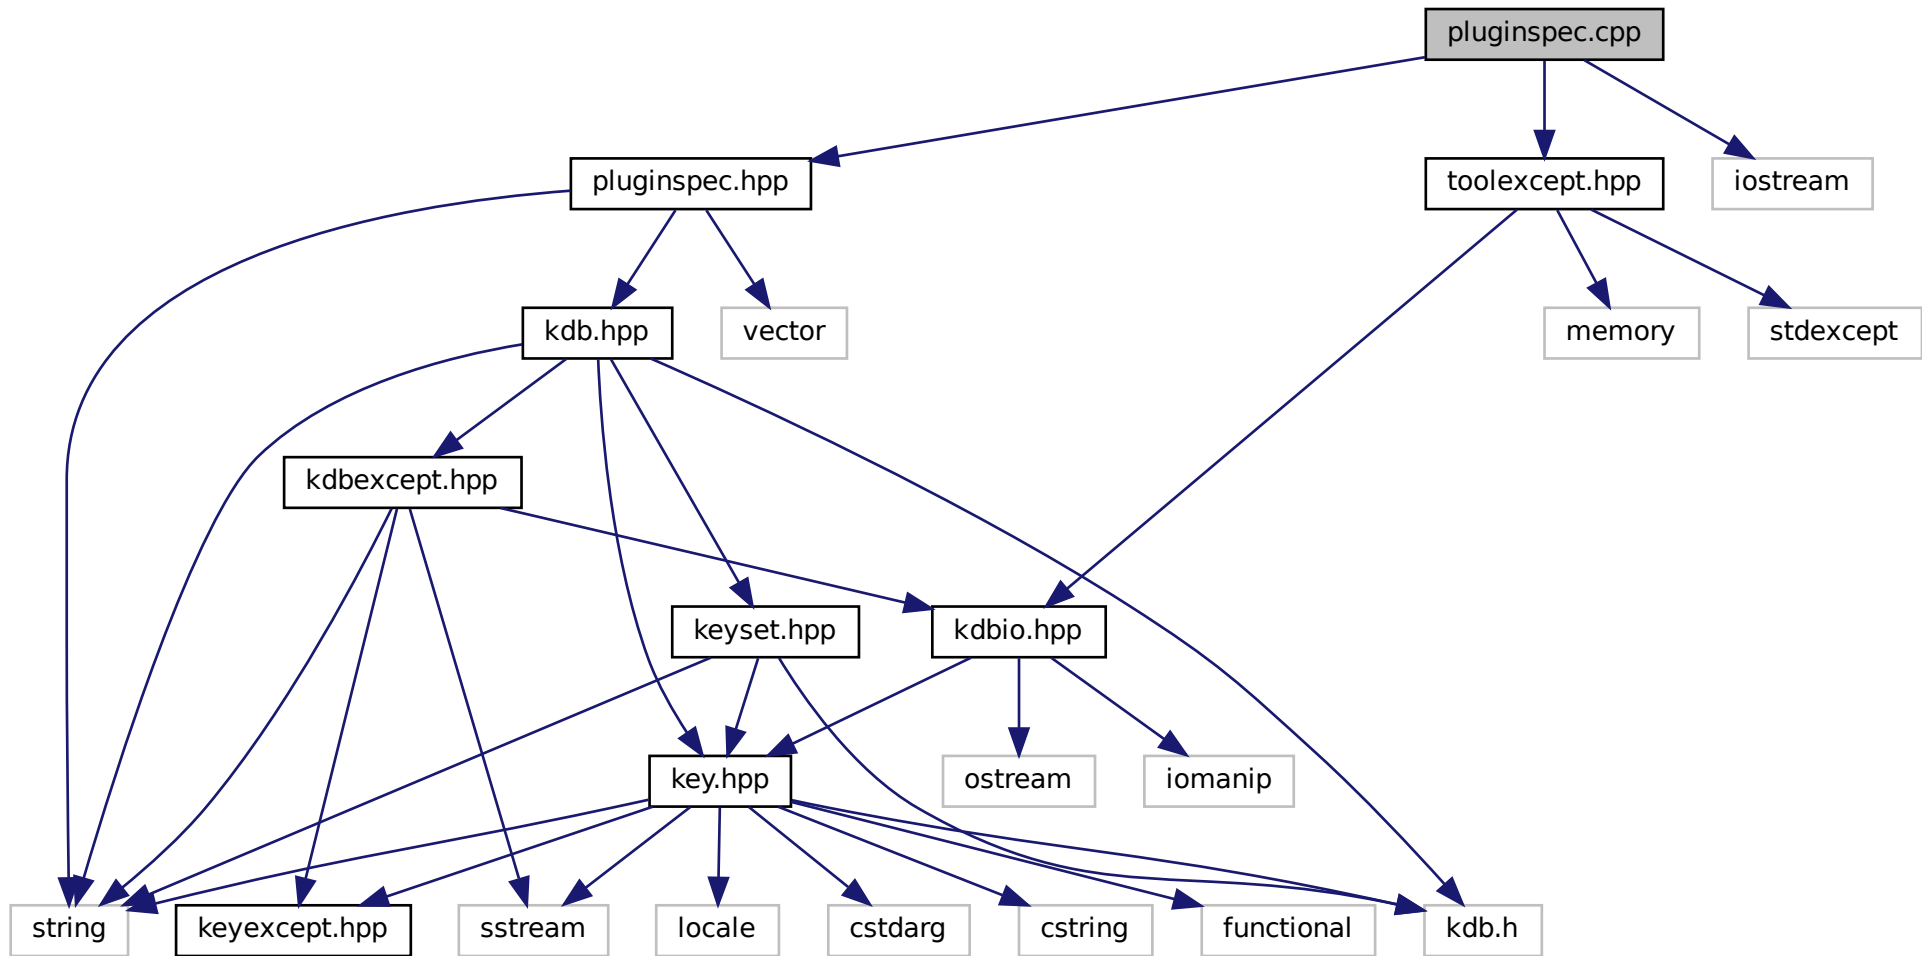 pluginspec.cpp
pluginspec.hpp
toolexcept.hpp
iostream
kdb.hpp
vector
memory
stdexcept
kdbexcept.hpp
keyset.hpp
kdbio.hpp
key.hpp
ostream
iomanip
string
keyexcept.hpp
sstream
locale
cstdarg
cstring
functional
kdb.h